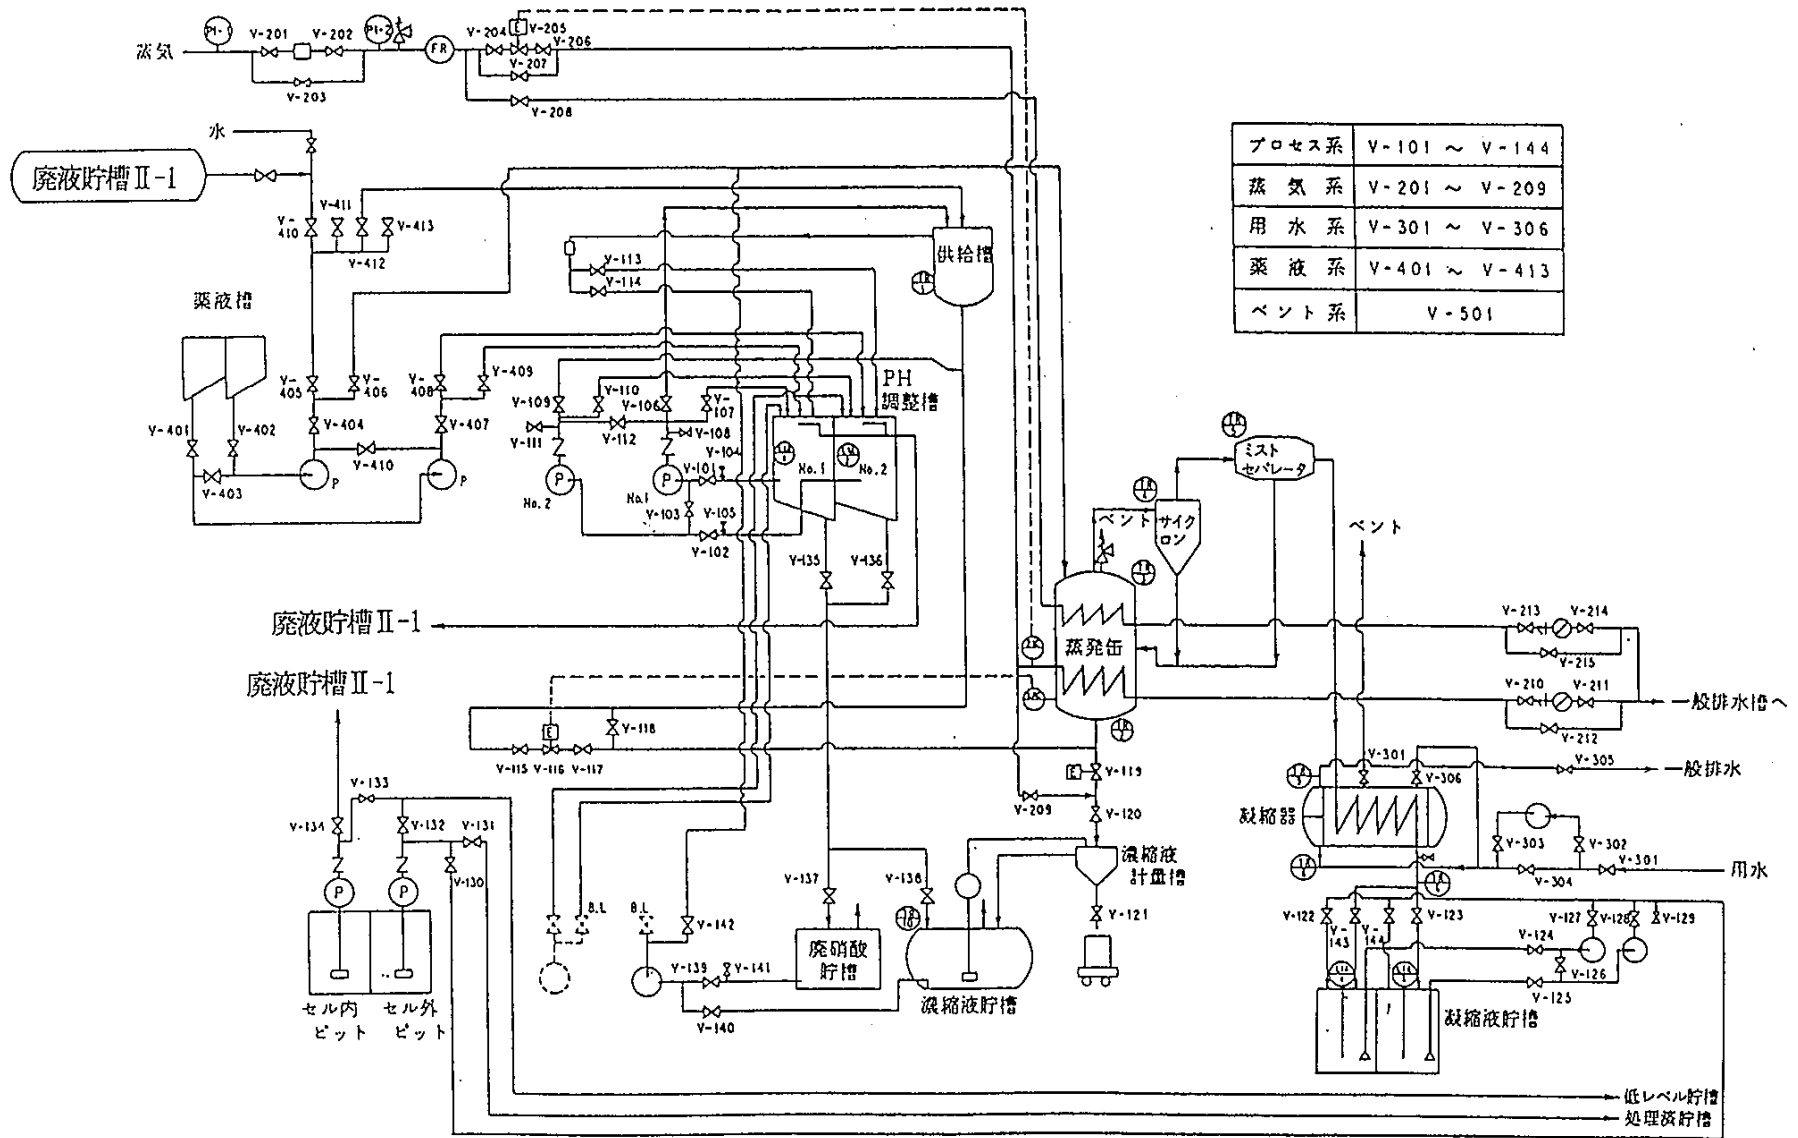 PI-1
V-201
V-202
PI-2
蒸気
V-203
FR
V-204
E
V-205
V-206
V-207
V-208
水
廃液貯槽Ⅱ-1
V-411
V-410
V-413
V-412
プロセス系 V-101 ～ V-144
蒸気系 V-201 ～ V-209
用水系 V-301 ～ V-306
薬液系 V-401 ～ V-413
ベント系 V-501
供給槽
V-113
V-114
薬液槽
V-405
V-406
V-408
V-409
V-404
V-407
V-401
V-402
V-403
V-410
P
P
V-109
V-110
V-106
V-107
V-111
V-112
V-108
V-104
V-101
P
P
No.2
No.1
V-103
V-105
V-102
PH
調整槽
No.1
No.2
V-135
V-136
ミスト
セパレータ
サイクロン
ベント
ベント
蒸発缶
廃液貯槽Ⅱ-1
廃液貯槽Ⅱ-1
V-213
V-214
V-215
V-210
V-211
V-212
一般排水槽へ
E
V-118
V-115
V-116
V-117
E
V-119
V-209
V-120
V-301
V-306
V-305
一般排水
凝縮器
V-303
V-302
V-304
V-301
用水
V-133
V-134
V-132
V-131
V-130
P
P
セル内
ピット
セル外
ピット
B.L
B.L
V-142
V-139
V-141
V-140
V-137
V-138
廃硝酸
貯槽
濃縮液貯槽
濃縮液
計量槽
V-121
V-122
V-143
V-144
V-123
V-124
V-127
V-128
V-129
V-126
V-125
凝縮液貯槽
低レベル貯槽
処理済貯槽